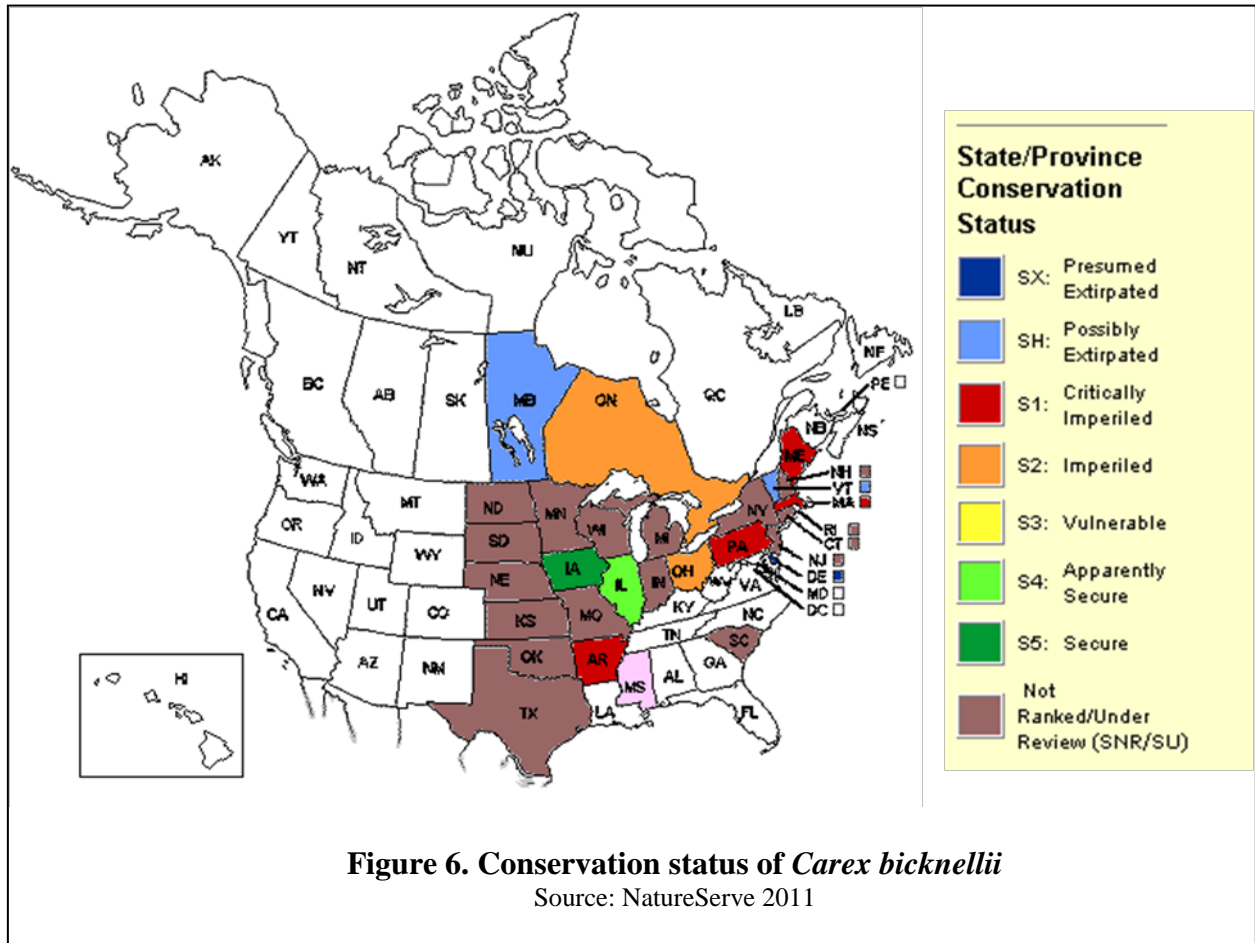 AK
YT
NT
NU
BC
AB
SK
MB
ON
QC
LB
NF
PE
NB
NS
ME
NH
VT
MA
RI
CT
NJ
DE
MD
DC
WA
OR
ID
MT
WY
NV
CA
UT
CO
AZ
NM
ND
SD
NE
KS
OK
TX
MN
WI
MI
IA
IL
IN
OH
MO
AR
LA
MS
AL
GA
FL
SC
NC
TN
KY
WV
VA
PA
NY
HI
State/Province
Conservation
Status
SX: Presumed
Extirpated
SH: Possibly
Extirpated
S1: Critically
Imperiled
S2: Imperiled
S3: Vulnerable
S4: Apparently
Secure
S5: Secure
Not
Ranked/Under
Review (SNR/SU)
Figure 6. Conservation status of Carex bicknellii
Source: NatureServe 2011